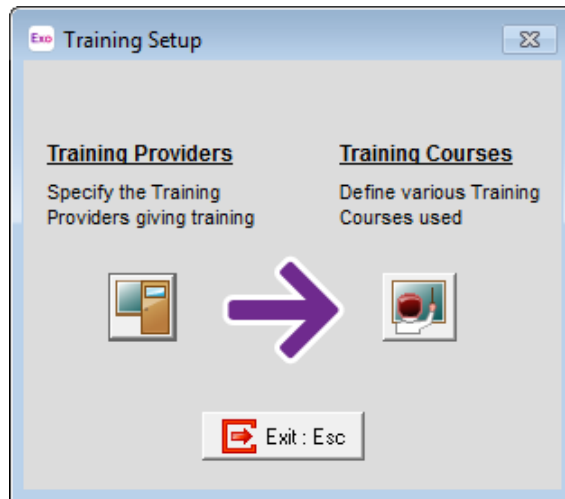 Exo Training Setup
Training Providers
Specify the Training
Providers giving training
Training Courses
Define various Training
Courses used
Exit : Esc